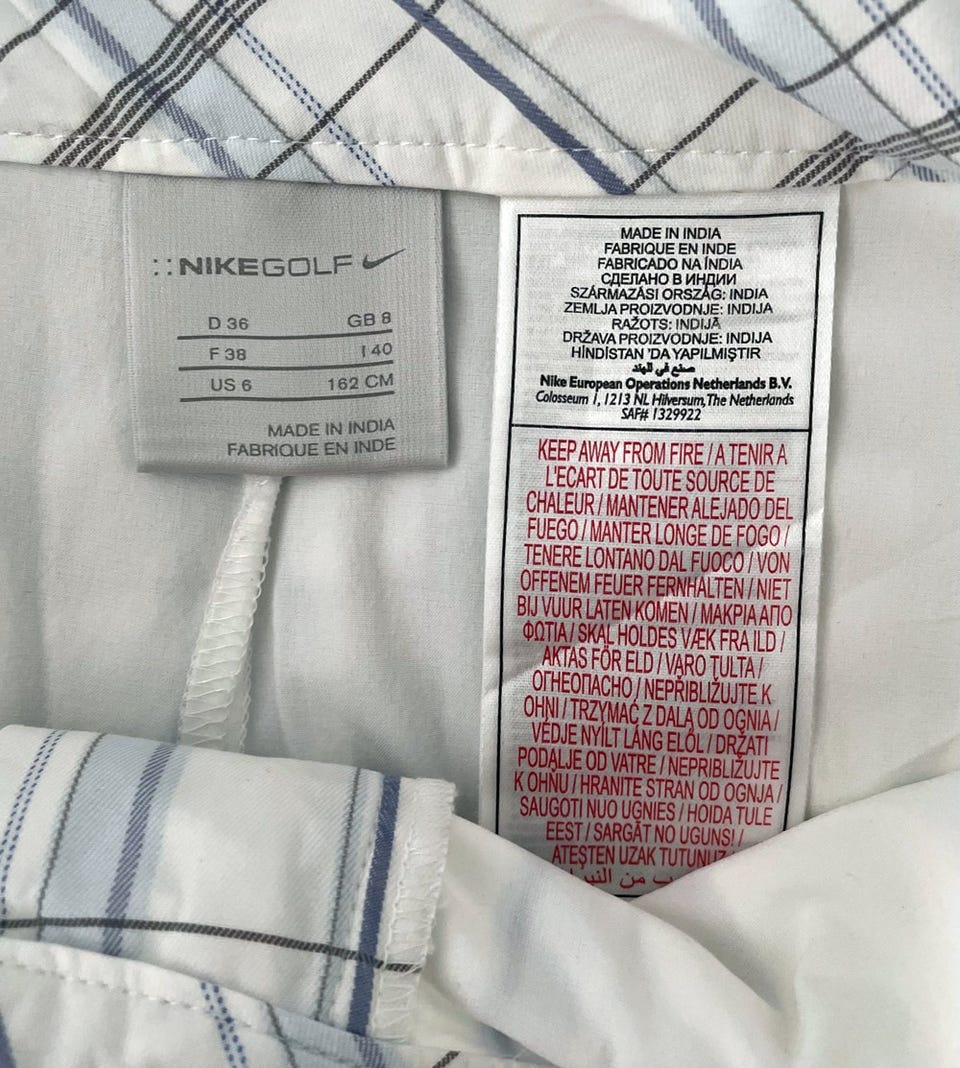 ::NIKEGOLF
D 36 GB 8
F 38 I 40
US 6 162 CM
MADE IN INDIA
FABRIQUE EN INDE
MADE IN INDIA
FABRIQUE EN INDE
FABRICADO NA ÍNDIA
СДЕЛАНО В ИНДИИ
SZÁRMAZÁSI ORSZÁG: INDIA
ZEMLJA PROIZVODNJE: INDIJA
RAŽOTS: INDIJĀ
DRŽAVA PROIZVODNJE: INDIJA
HİNDİSTAN 'DA YAPILMIŞTIR
صنع في الهند
Nike European Operations Netherlands B.V.
Colosseum 1, 1213 NL Hilversum, The Netherlands
SAF# 1329922
KEEP AWAY FROM FIRE / A TENIR A
L'ECART DE TOUTE SOURCE DE
CHALEUR / MANTENER ALEJADO DEL
FUEGO / MANTER LONGE DE FOGO /
TENERE LONTANO DAL FUOCO / VON
OFFENEM FEUER FERNHALTEN / NIET
BIJ VUUR LATEN KOMEN / ΜΑΚΡΙΑ ΑΠΟ
ΦΩΤΙΑ / SKAL HOLDES VÆK FRA ILD /
AKTAS FÖR ELD / VARO TULTA /
ОГНЕОПАСНО / NEPŘIBLIŽUJTE K
OHNI / TRZYMAĆ Z DALA OD OGNIA /
VÉDJE NYÍLT LÁNG ELŐL / DRŽATI
PODALJE OD VATRE / NEPRIBLIŽUJTE
K OHŇU / HRANITE STRAN OD OGNJA /
SAUGOTI NUO UGNIES / HOIDA TULE
EEST / SARGĀT NO UGUNS! /
ATEŞTEN UZAK TUTUNUZ /
من